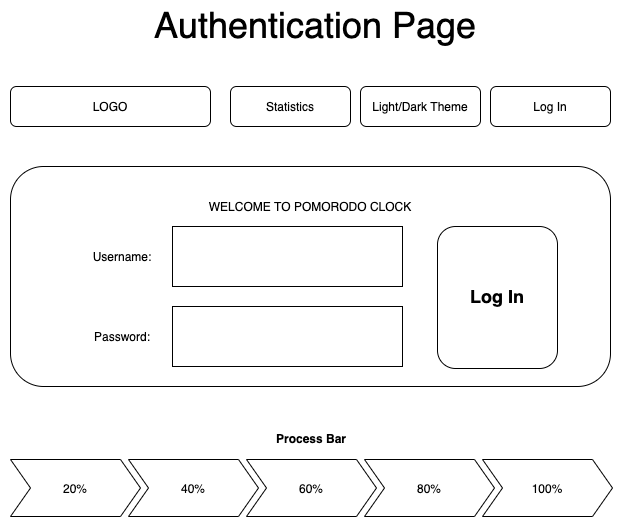 Authentication Page
LOGO
Statistics
Light/Dark Theme
Log In
WELCOME TO POMORODO CLOCK
Username:
Password:
Log In
Process Bar
20%
40%
60%
80%
100%